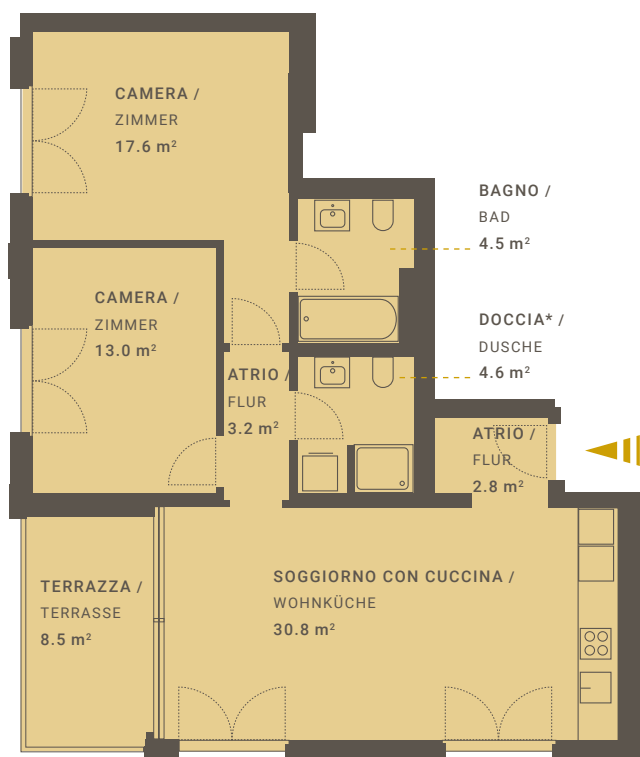 CAMERA /
ZIMMER
17.6 m²
BAGNO /
BAD
4.5 m²
CAMERA /
ZIMMER
13.0 m²
DOCCIA* /
DUSCHE
4.6 m²
ATRIO /
FLUR
3.2 m²
ATRIO /
FLUR
2.8 m²
TERRAZZA /
TERRASSE
8.5 m²
SOGGIORNO CON CUCCINA /
WOHNKÜCHE
30.8 m²